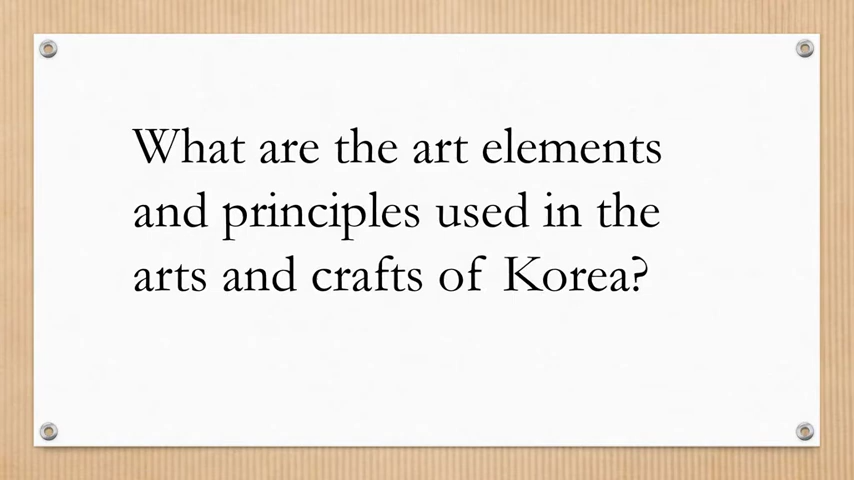 What are the art elements
and principles used in the
arts and crafts of Korea?